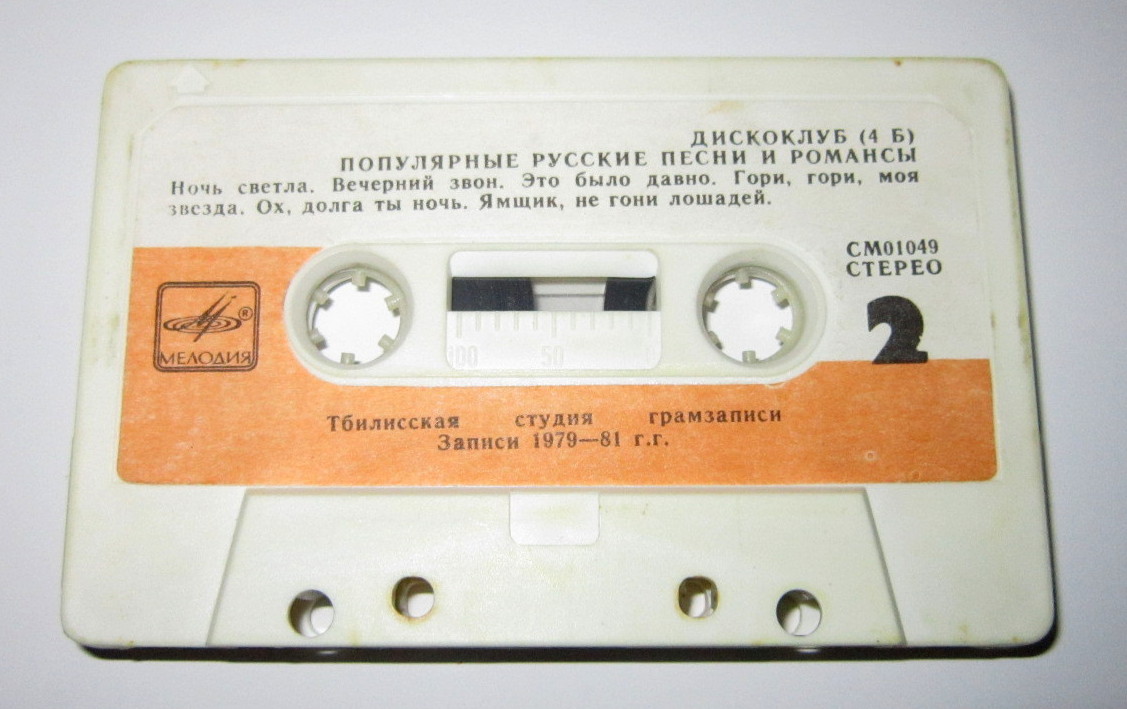 ДИСКОКЛУБ (4 Б)
ПОПУЛЯРНЫЕ РУССКИЕ ПЕСНИ И РОМАНСЫ
Ночь светла. Вечерний звон. Это было давно. Гори, гори, моя
звезда. Ох, долга ты ночь. Ямщик, не гони лошадей.
СМ01049
СТЕРЕО
2
®
МЕЛОДИЯ
100 50
Тбилисская студия грамзаписи
Записи 1979—81 г.г.